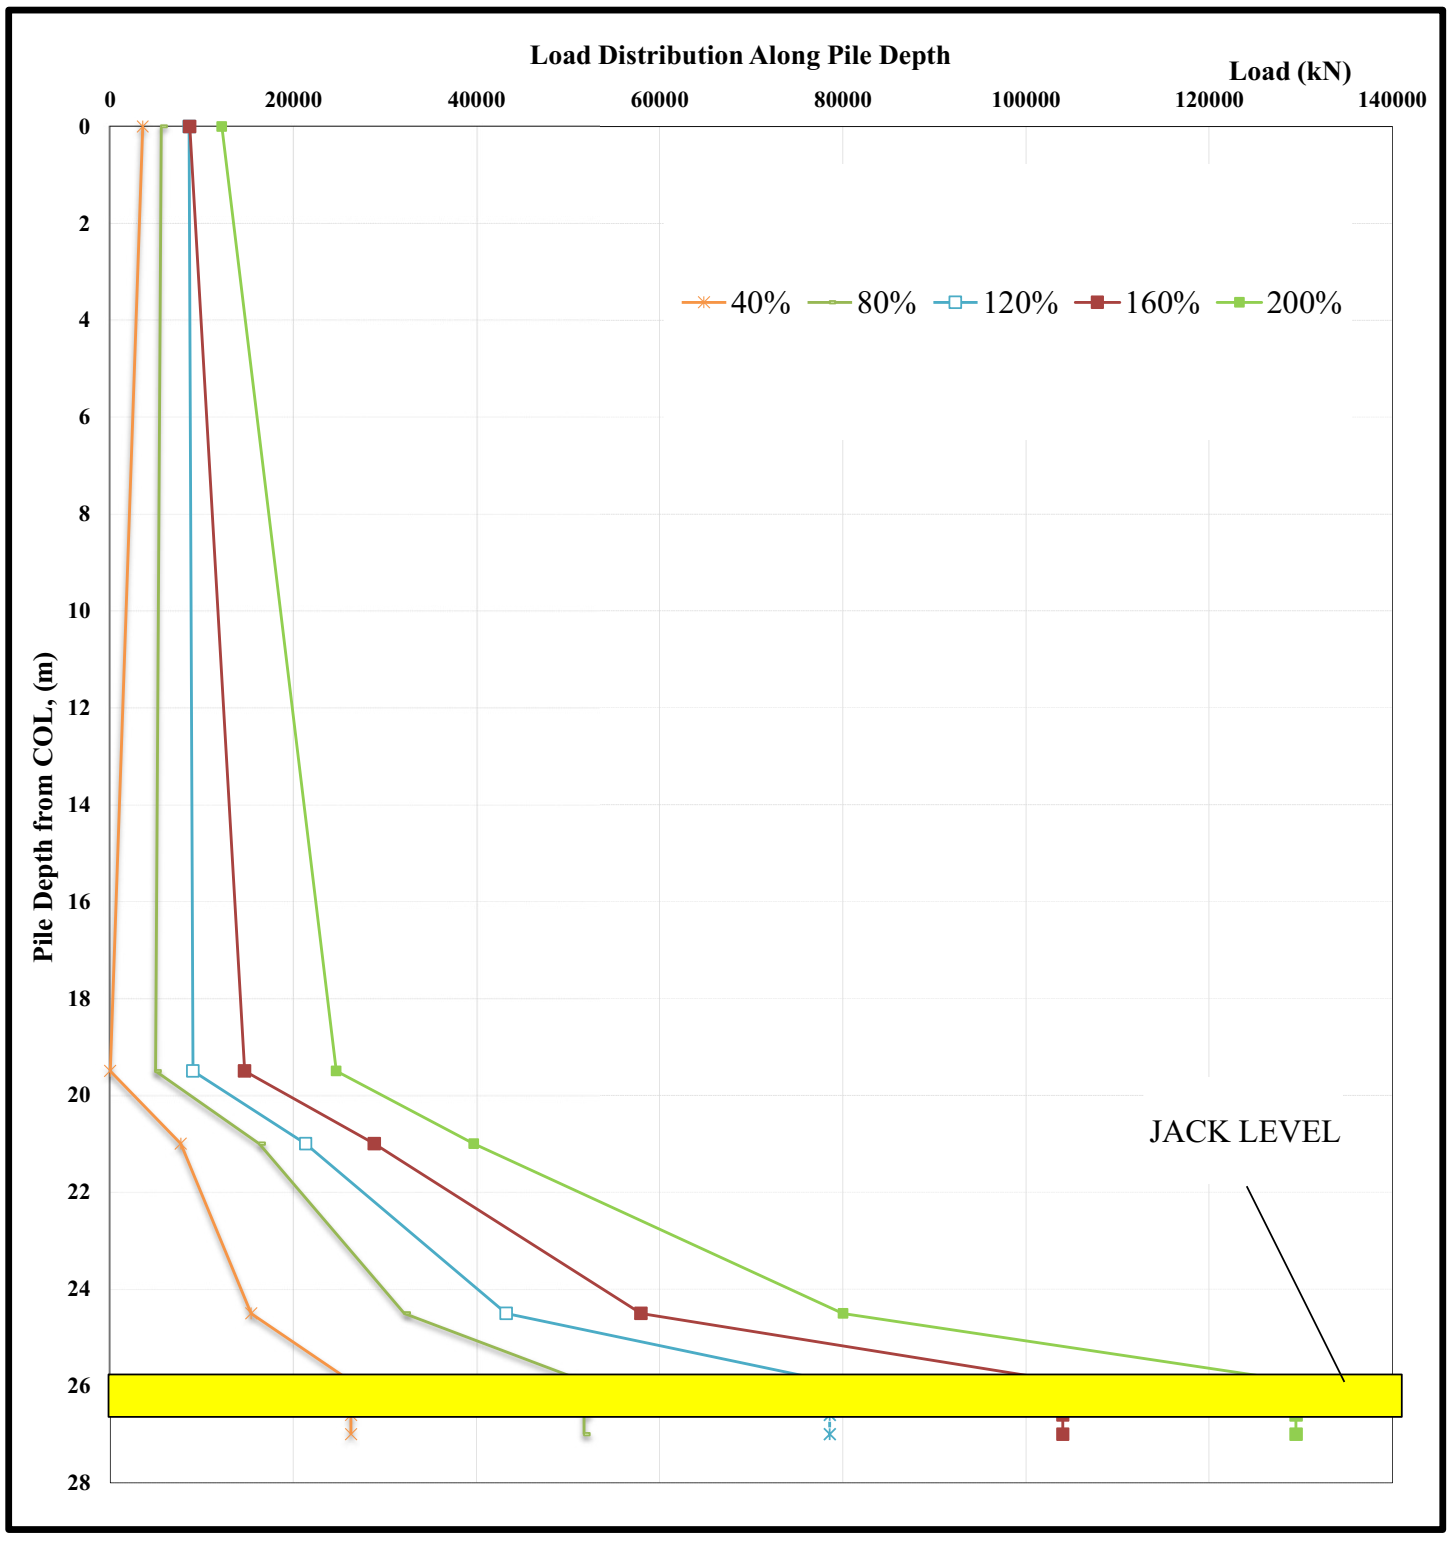 Load Distribution Along Pile Depth
Load (kN)
0 20000 40000 60000 80000 100000 120000 140000
0
2
4
6
8
10
12
14
16
18
20
22
24
26
28
Pile Depth from COL, (m)
40% 80% 120% 160% 200%
JACK LEVEL